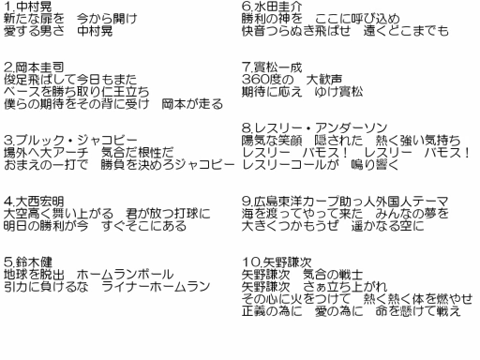 1.中村晃
新たな扉を　今から開け
愛する男さ　中村晃
2.岡本圭司
俊足飛ばして今日もまた
ベースを勝ち取り仁王立ち
僕らの期待をその背に受け　岡本が走る
3.ブルック・ジャコビー
場外へ大アーチ　気合だ根性だ
おまえの一打で　勝負を決めろジャコビー
4.大西宏明
大空高く舞い上がる　君が放つ打球に
明日の勝利が今　すぐそこにある
5.鈴木健
地球を脱出　ホームランボール
引力に負けるな　ライナーホームラン
6.水田圭介
勝利の神を　ここに呼び込め
快音つらぬき飛ばせ　遠くどこまでも
7.實松一成
360度の　大歓声
期待に応え　ゆけ實松
8.レスリー・アンダーソン
陽気な笑顔　隠された　熱く強い気持ち
レスリー　バモス！　レスリー　バモス！
レスリーコールが　鳴り響く
9.広島東洋カープ助っ人外国人テーマ
海を渡ってやって来た　みんなの夢を
大きくつかもうぜ　遥かなる空に
10.矢野謙次
矢野謙次　気合の戦士
矢野謙次　さぁ立ち上がれ
その心に火をつけて　熱く熱く体を燃やせ
正義の為に　愛の為に　命を懸けて戦え